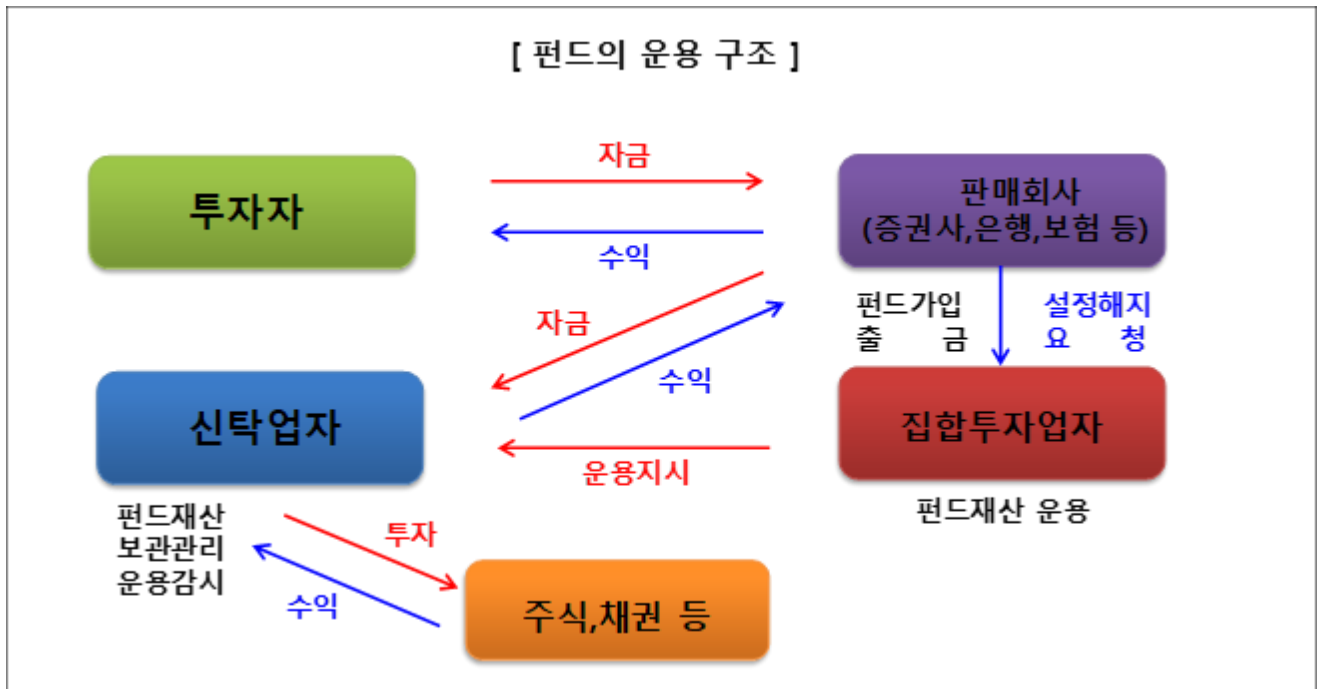 [ 펀드의 운용 구조 ]
투자자
자금
수익
판매회사
(증권사,은행,보험 등)
자금
수익
펀드가입
출 금
설정해지
요 청
신탁업자
운용지시
집합투자업자
펀드재산
보관관리
운용감시
펀드재산 운용
투자
수익
주식,채권 등